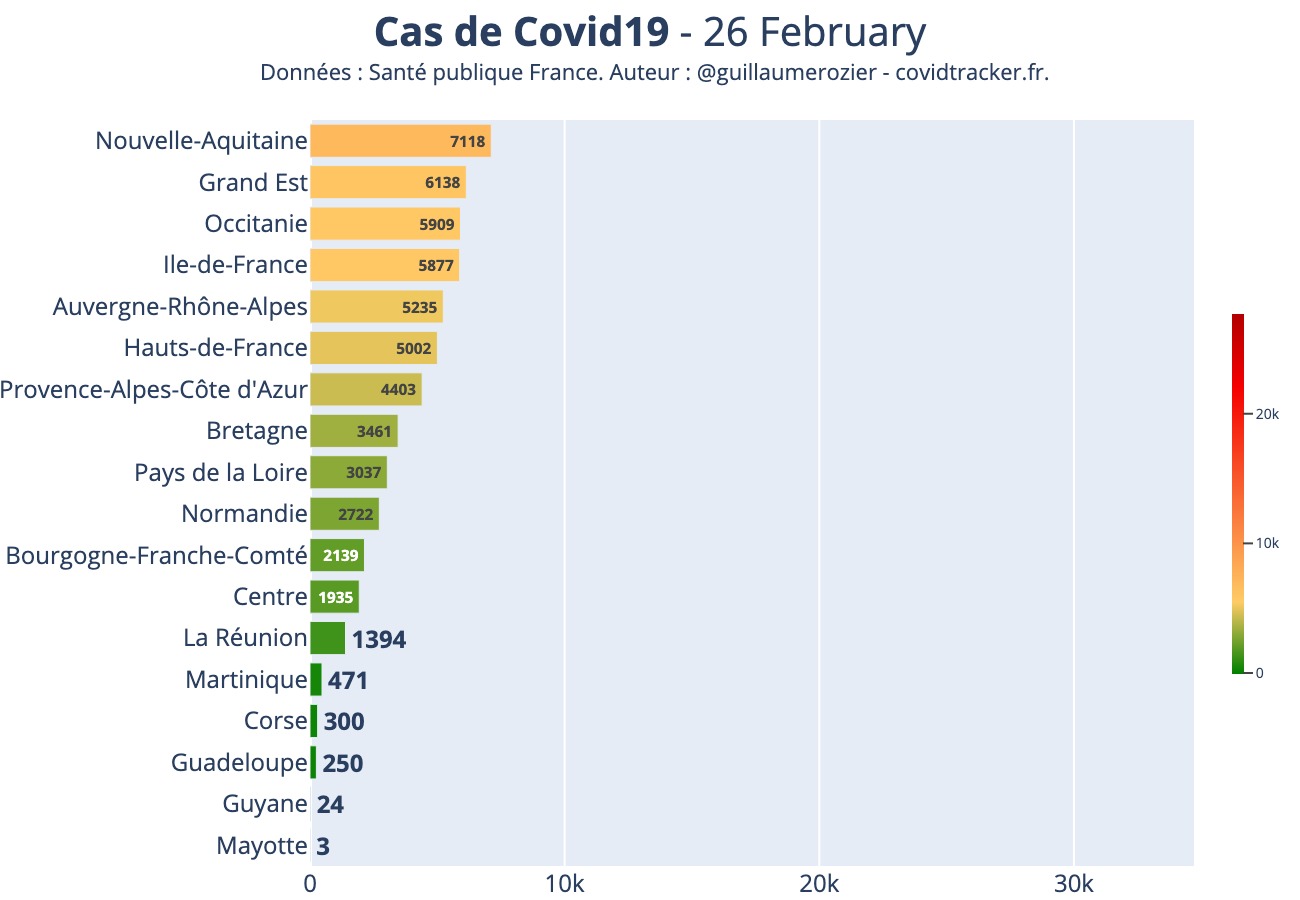 Cas de Covid19 - 26 February
Données : Santé publique France. Auteur : @guillaumerozier - covidtracker.fr.
Nouvelle-Aquitaine 7118
Grand Est 6138
Occitanie 5909
Ile-de-France 5877
Auvergne-Rhône-Alpes 5235
Hauts-de-France 5002
Provence-Alpes-Côte d'Azur 4403
Bretagne 3461
Pays de la Loire 3037
Normandie 2722
Bourgogne-Franche-Comté 2139
Centre 1935
La Réunion 1394
Martinique 471
Corse 300
Guadeloupe 250
Guyane 24
Mayotte 3
0 10k 20k 30k
20k
10k
0